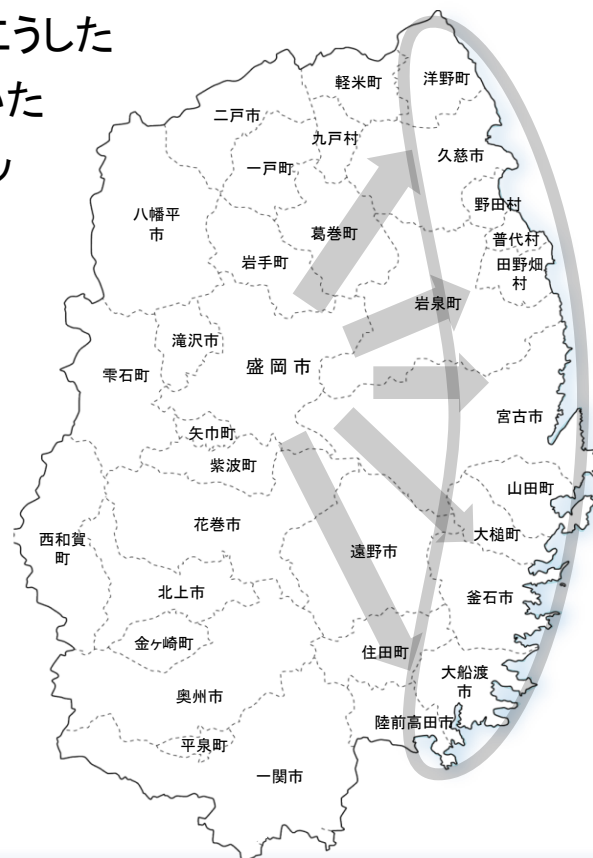 こうした
いた
軽米町
洋野町
二戸市
九戸村
久慈市
一戸町
野田村
八幡平
市
葛巻町
普代村
岩手町
田野畑
村
岩泉町
滝沢市
雫石町
盛岡市
宮古市
矢巾町
紫波町
山田町
花巻市
大槌町
西和賀
町
遠野市
北上市
釜石市
金ヶ崎町
住田町
大船渡
市
奥州市
陸前高田市
平泉町
一関市